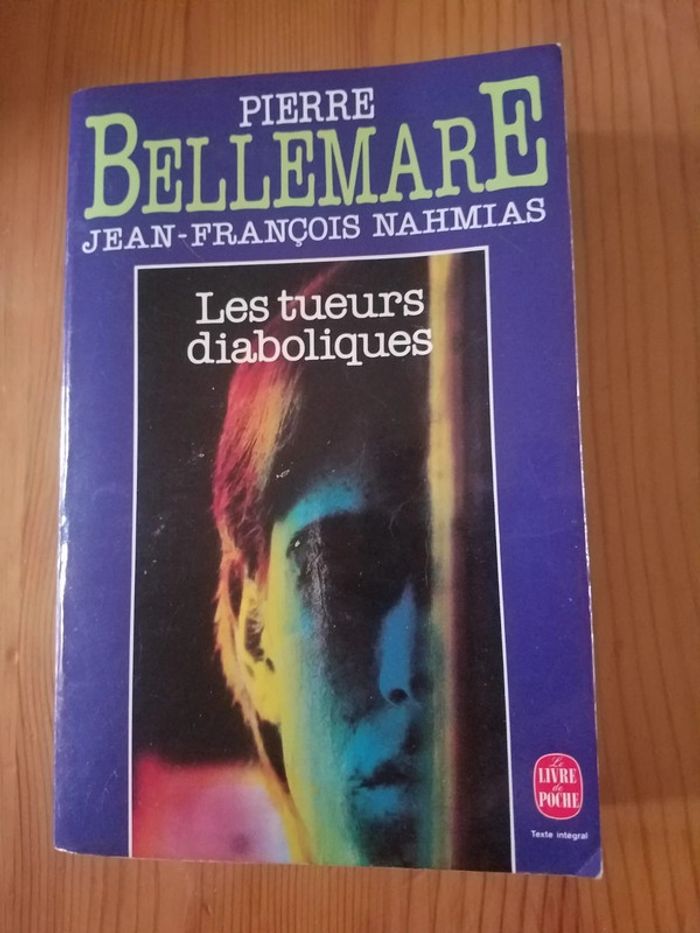 PIERRE
BELLEMARE
JEAN-FRANÇOIS NAHMIAS
Les tueurs
diaboliques
Le
LIVRE
de
POCHE
Texte intégral